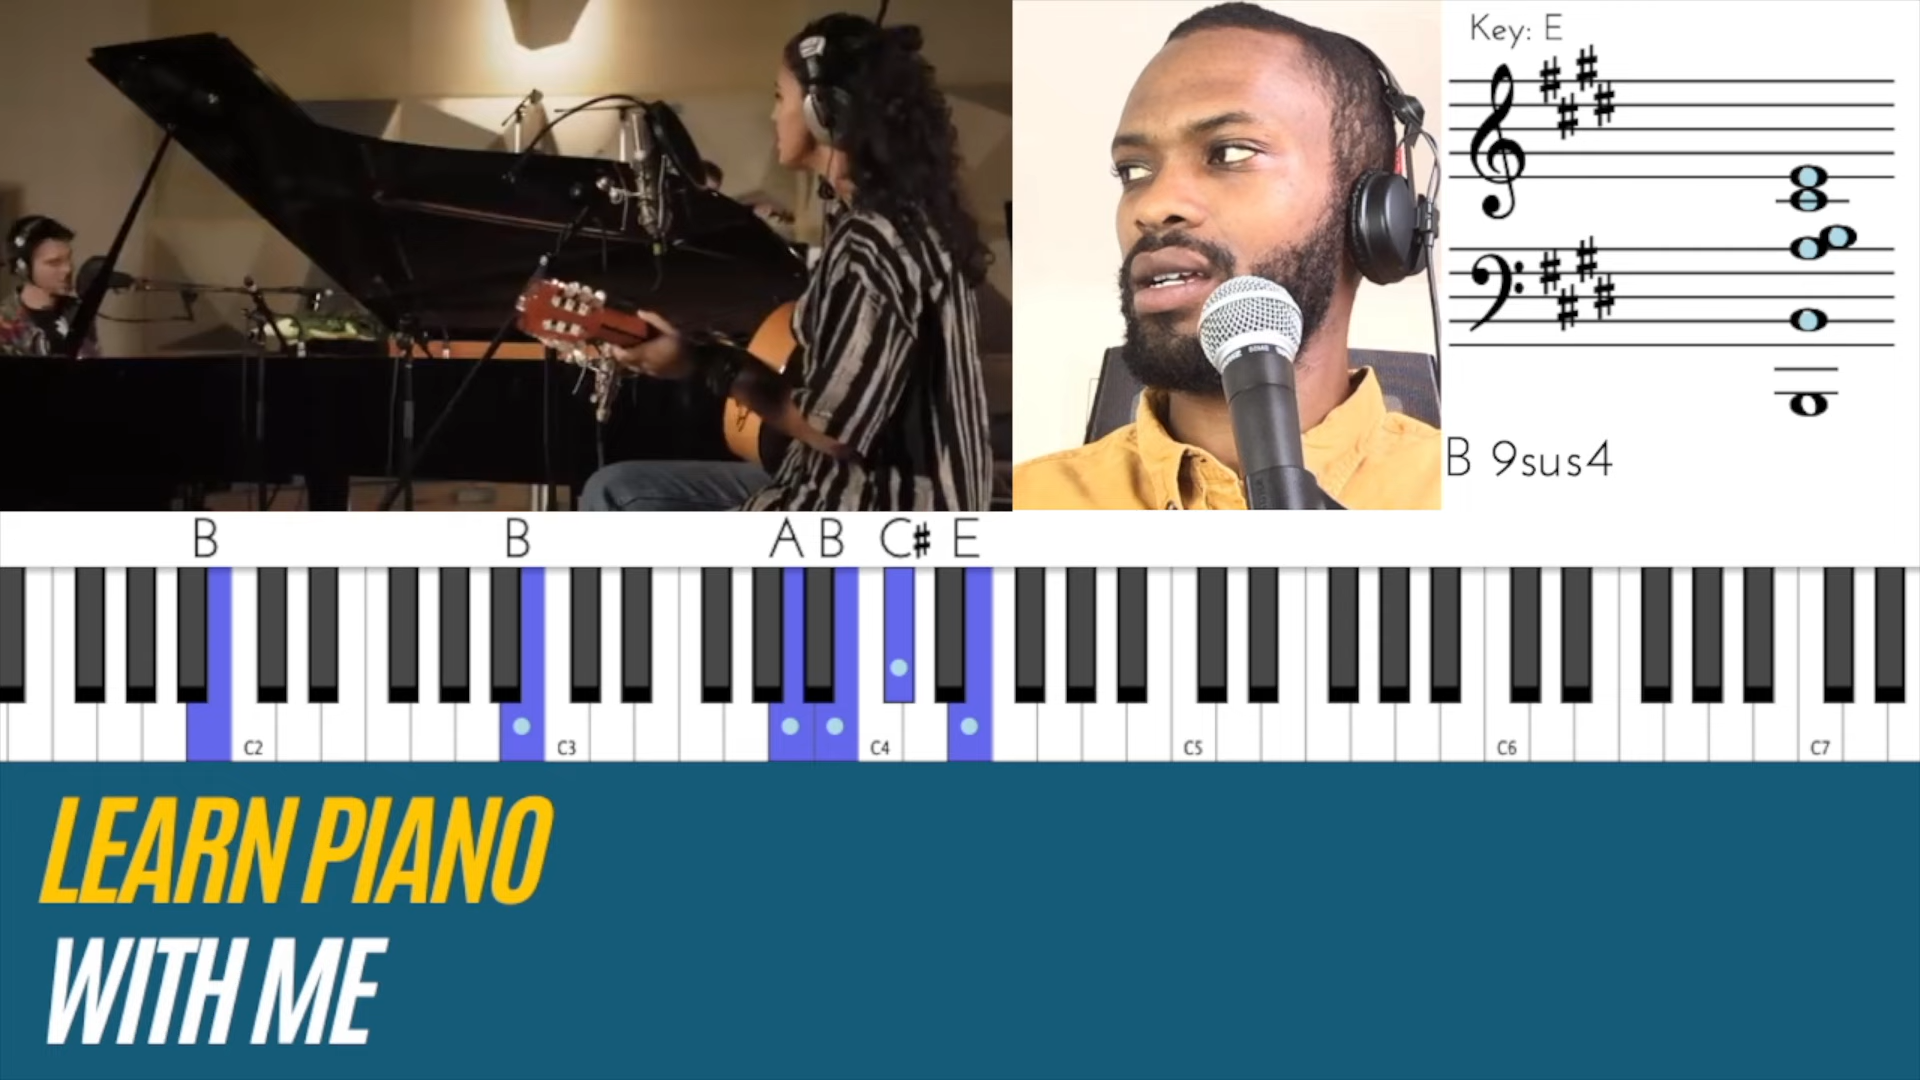 Key: E
B 9sus4
B B A B C# E
C2 C3 C4 C5 C6 C7
LEARN PIANO
WITH ME